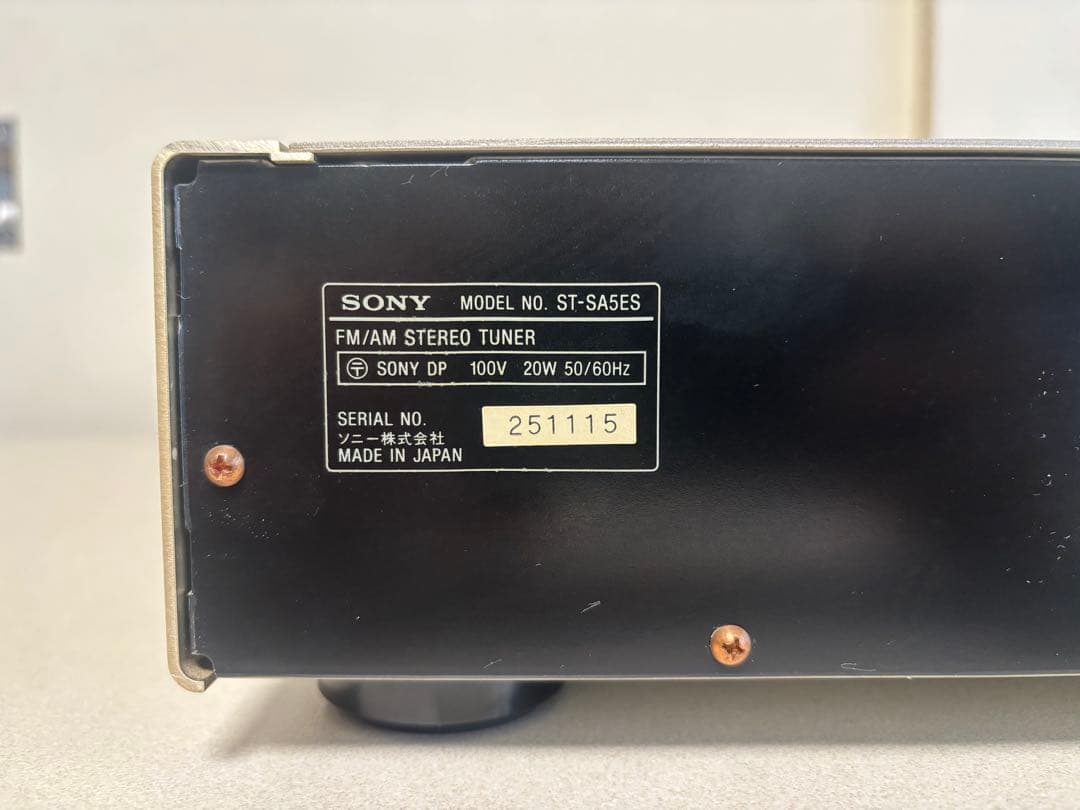 SONY MODEL NO. ST-SA5ES
FM/AM STEREO TUNER
〒 SONY DP 100V 20W 50/60Hz
SERIAL NO. 251115
ソニー株式会社
MADE IN JAPAN